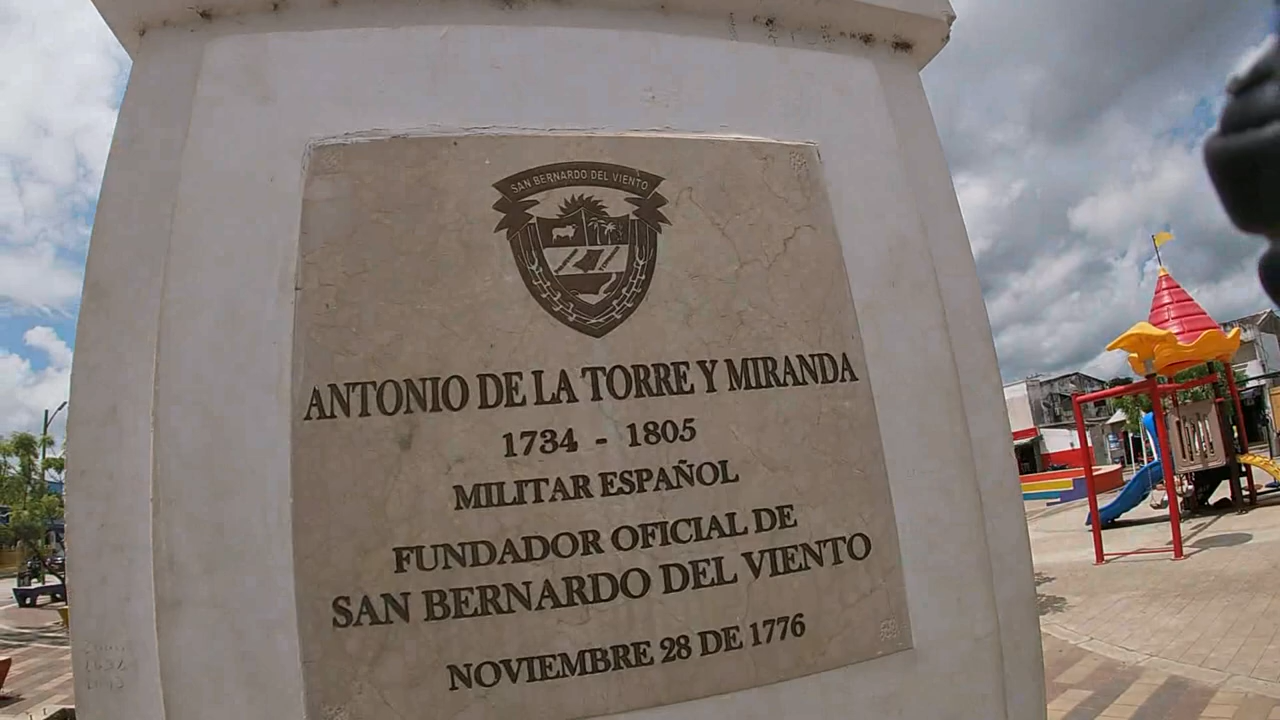 SAN BERNARDO DEL VIENTO
ANTONIO DE LA TORRE Y MIRANDA
1734 - 1805
MILITAR ESPAÑOL
FUNDADOR OFICIAL DE
SAN BERNARDO DEL VIENTO
NOVIEMBRE 28 DE 1776